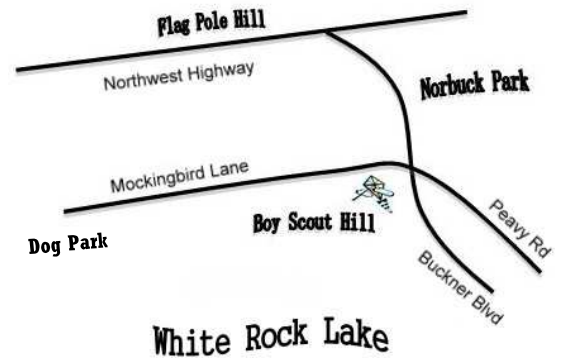 Flag Pole Hill
Northwest Highway
Norbuck Park
Mockingbird Lane
Peavy Rd
Boy Scout Hill
Dog Park
Buckner Blvd
White Rock Lake